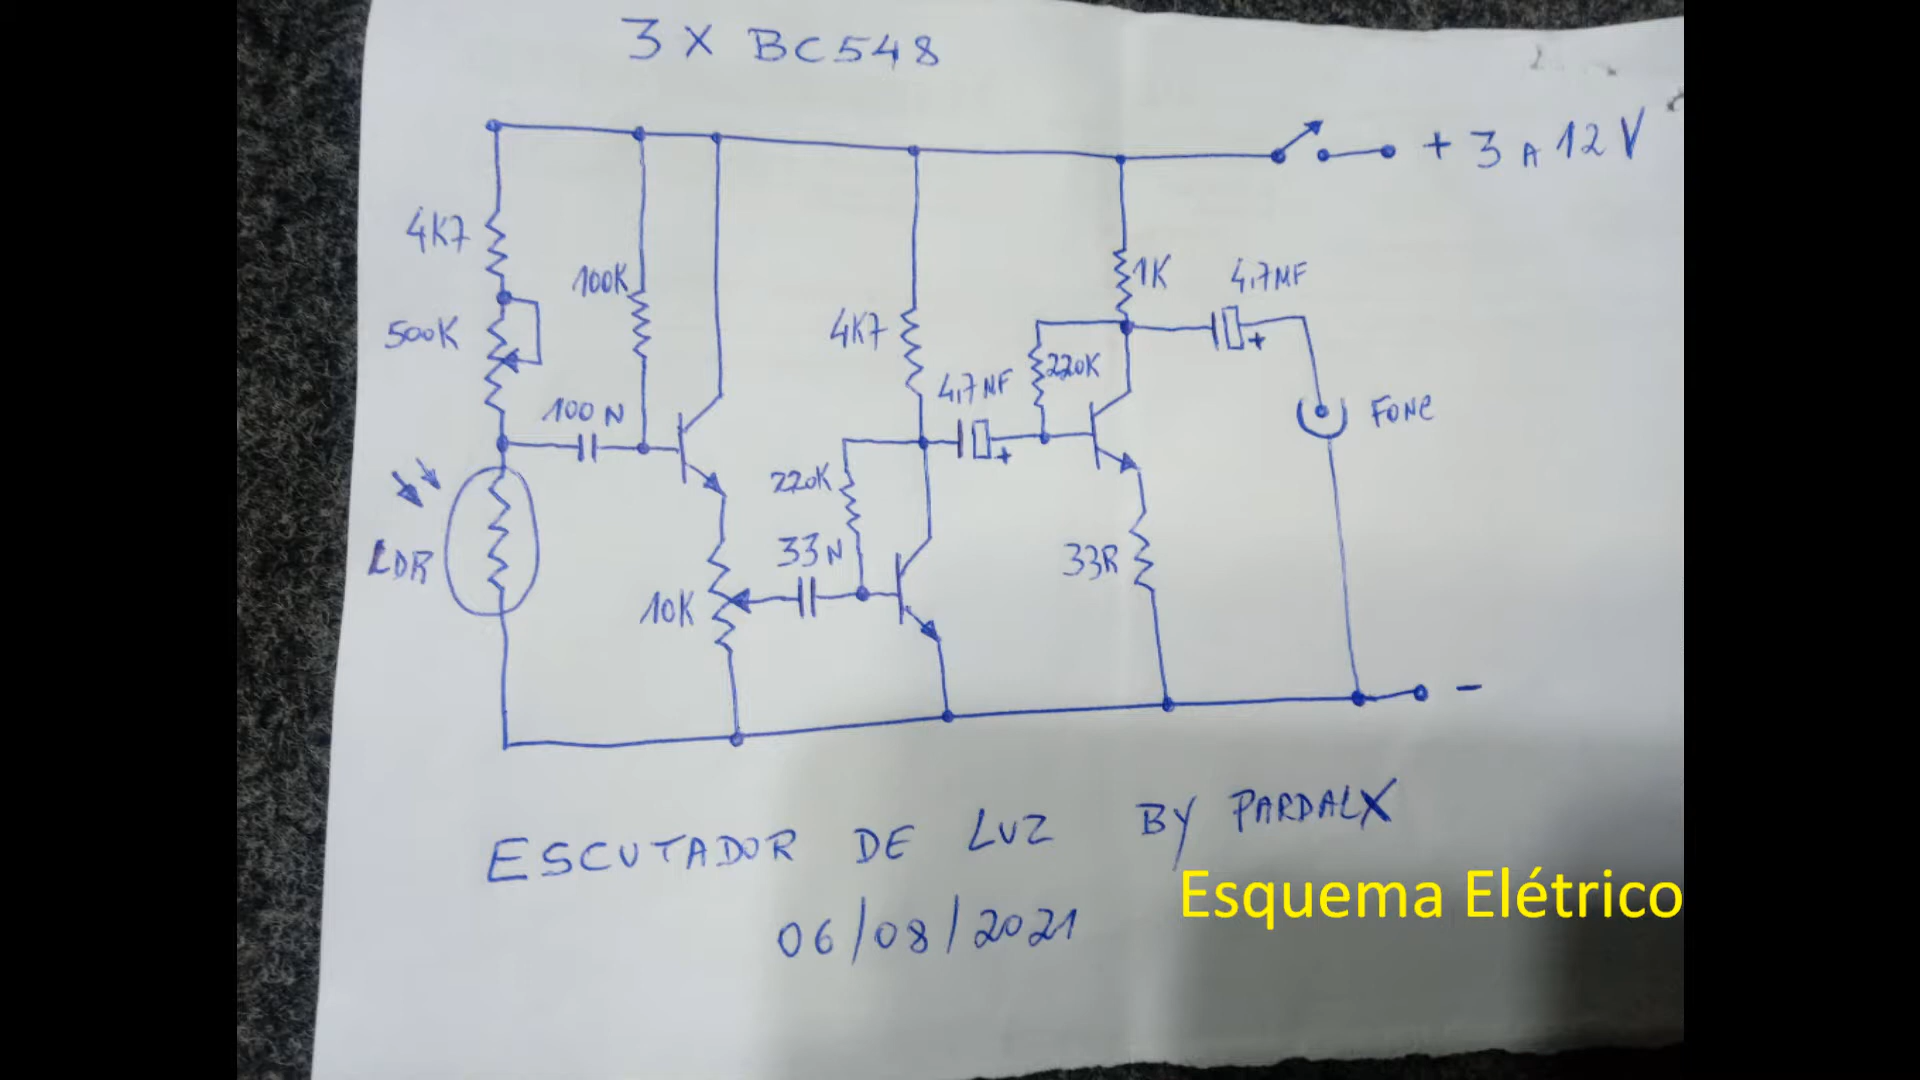 3 X BC548
+ 3 A 12 V
4K7
100K
1K
4,7MF
500K
4K7
4,7MF
220K
FONE
100N
220K
LDR
33N
33R
10K
-
ESCUTADOR DE LUZ BY PARDALX
Esquema Elétrico
06/08/2021